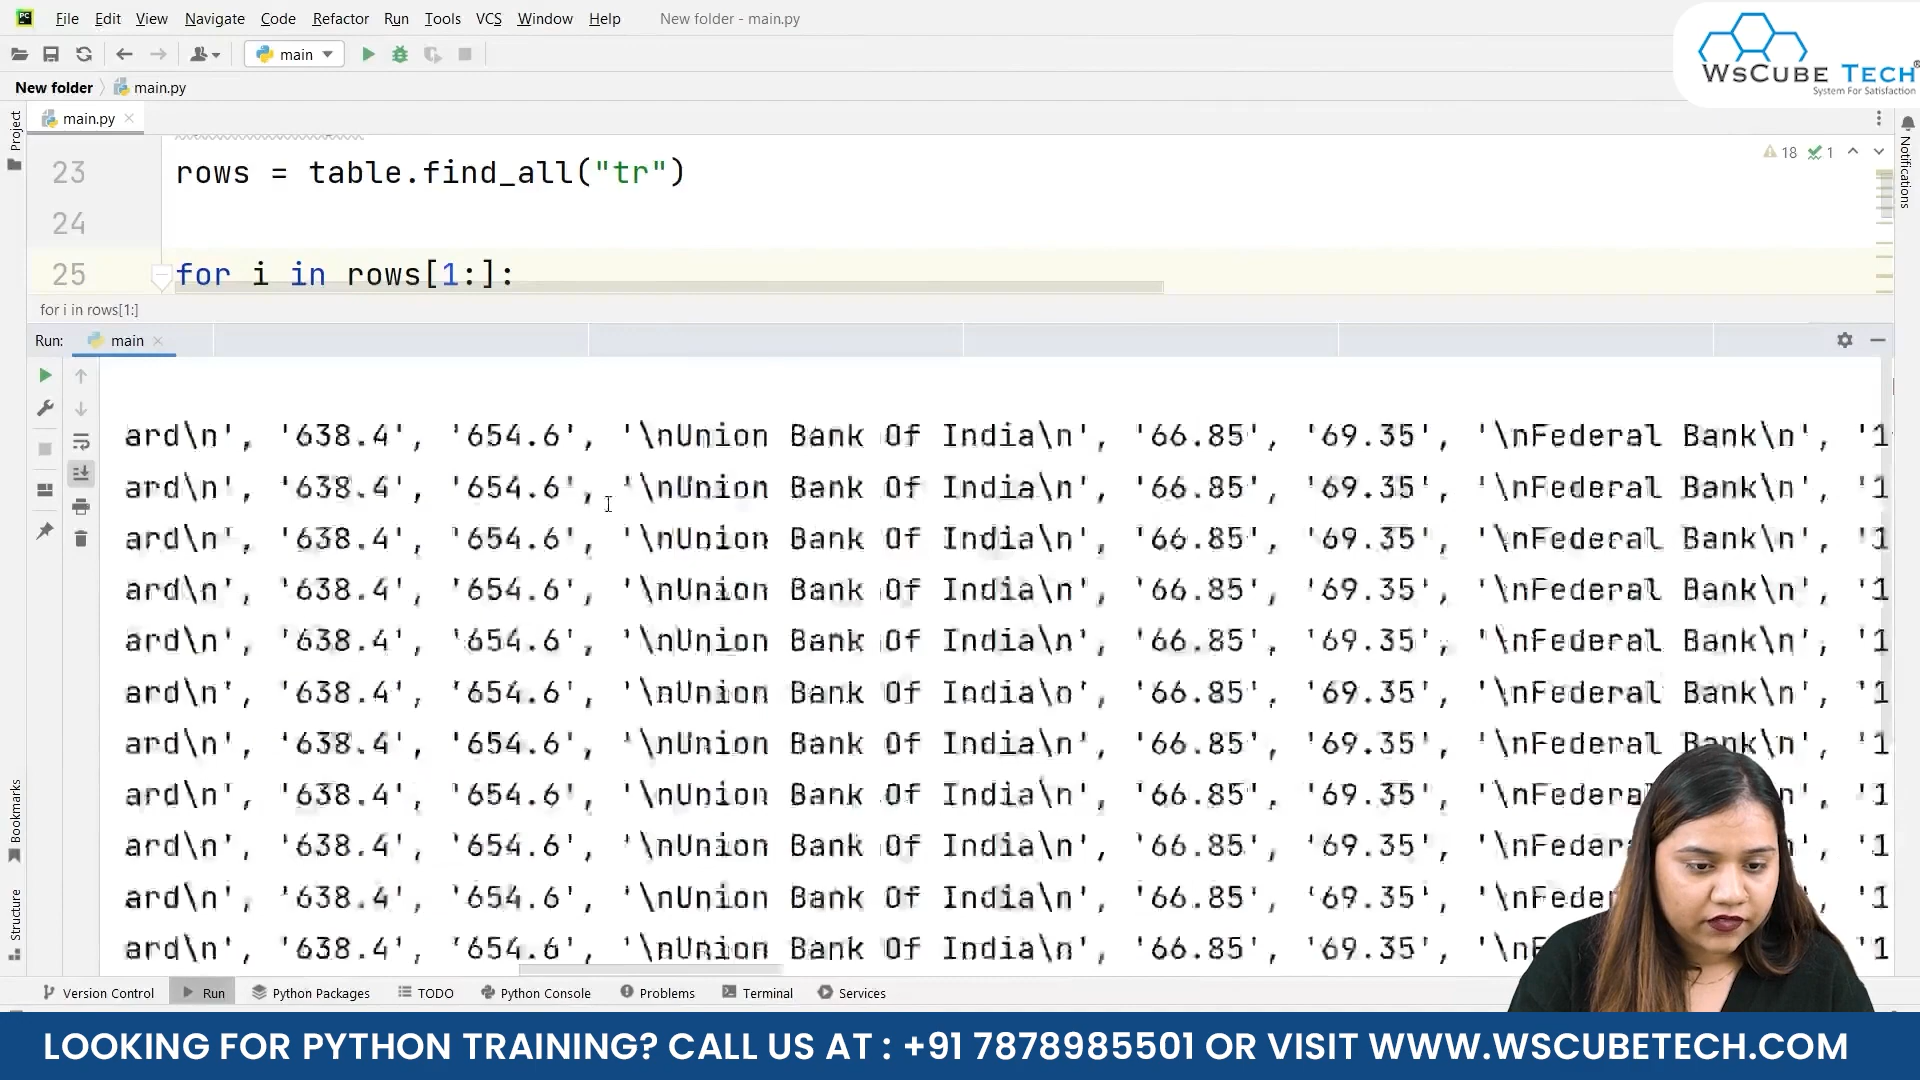 File Edit View Navigate Code Refactor Run Tools VCS Window Help New folder - main.py
main
WsCube Tech®
System For Satisfaction
New folder main.py
main.py
Project
Notifications
18 1
23 rows = table.find_all("tr")
24
25 for i in rows[1:]:
for i in rows[1:]
Run: main
ard\n', '638.4', '654.6', '\nUnion Bank Of India\n', '66.85', '69.35', '\nFederal Bank\n', '1
ard\n', '638.4', '654.6', '\nUnion Bank Of India\n', '66.85', '69.35', '\nFederal Bank\n', '1
ard\n', '638.4', '654.6', '\nUnion Bank Of India\n', '66.85', '69.35', '\nFederal Bank\n', '1
ard\n', '638.4', '654.6', '\nUnion Bank Of India\n', '66.85', '69.35', '\nFederal Bank\n', '1
ard\n', '638.4', '654.6', '\nUnion Bank Of India\n', '66.85', '69.35', '\nFederal Bank\n', '1
ard\n', '638.4', '654.6', '\nUnion Bank Of India\n', '66.85', '69.35', '\nFederal Bank\n', '1
ard\n', '638.4', '654.6', '\nUnion Bank Of India\n', '66.85', '69.35', '\nFederal Bank\n', '1
ard\n', '638.4', '654.6', '\nUnion Bank Of India\n', '66.85', '69.35', '\nFedera n', '1
ard\n', '638.4', '654.6', '\nUnion Bank Of India\n', '66.85', '69.35', '\nFeder ', '1
ard\n', '638.4', '654.6', '\nUnion Bank Of India\n', '66.85', '69.35', '\nFed , '1
ard\n', '638.4', '654.6', '\nUnion Bank Of India\n', '66.85', '69.35', '\nF , '1
Bookmarks
Structure
Version Control Run Python Packages TODO Python Console Problems Terminal Services
LOOKING FOR PYTHON TRAINING? CALL US AT : +91 7878985501 OR VISIT WWW.WSCUBETECH.COM